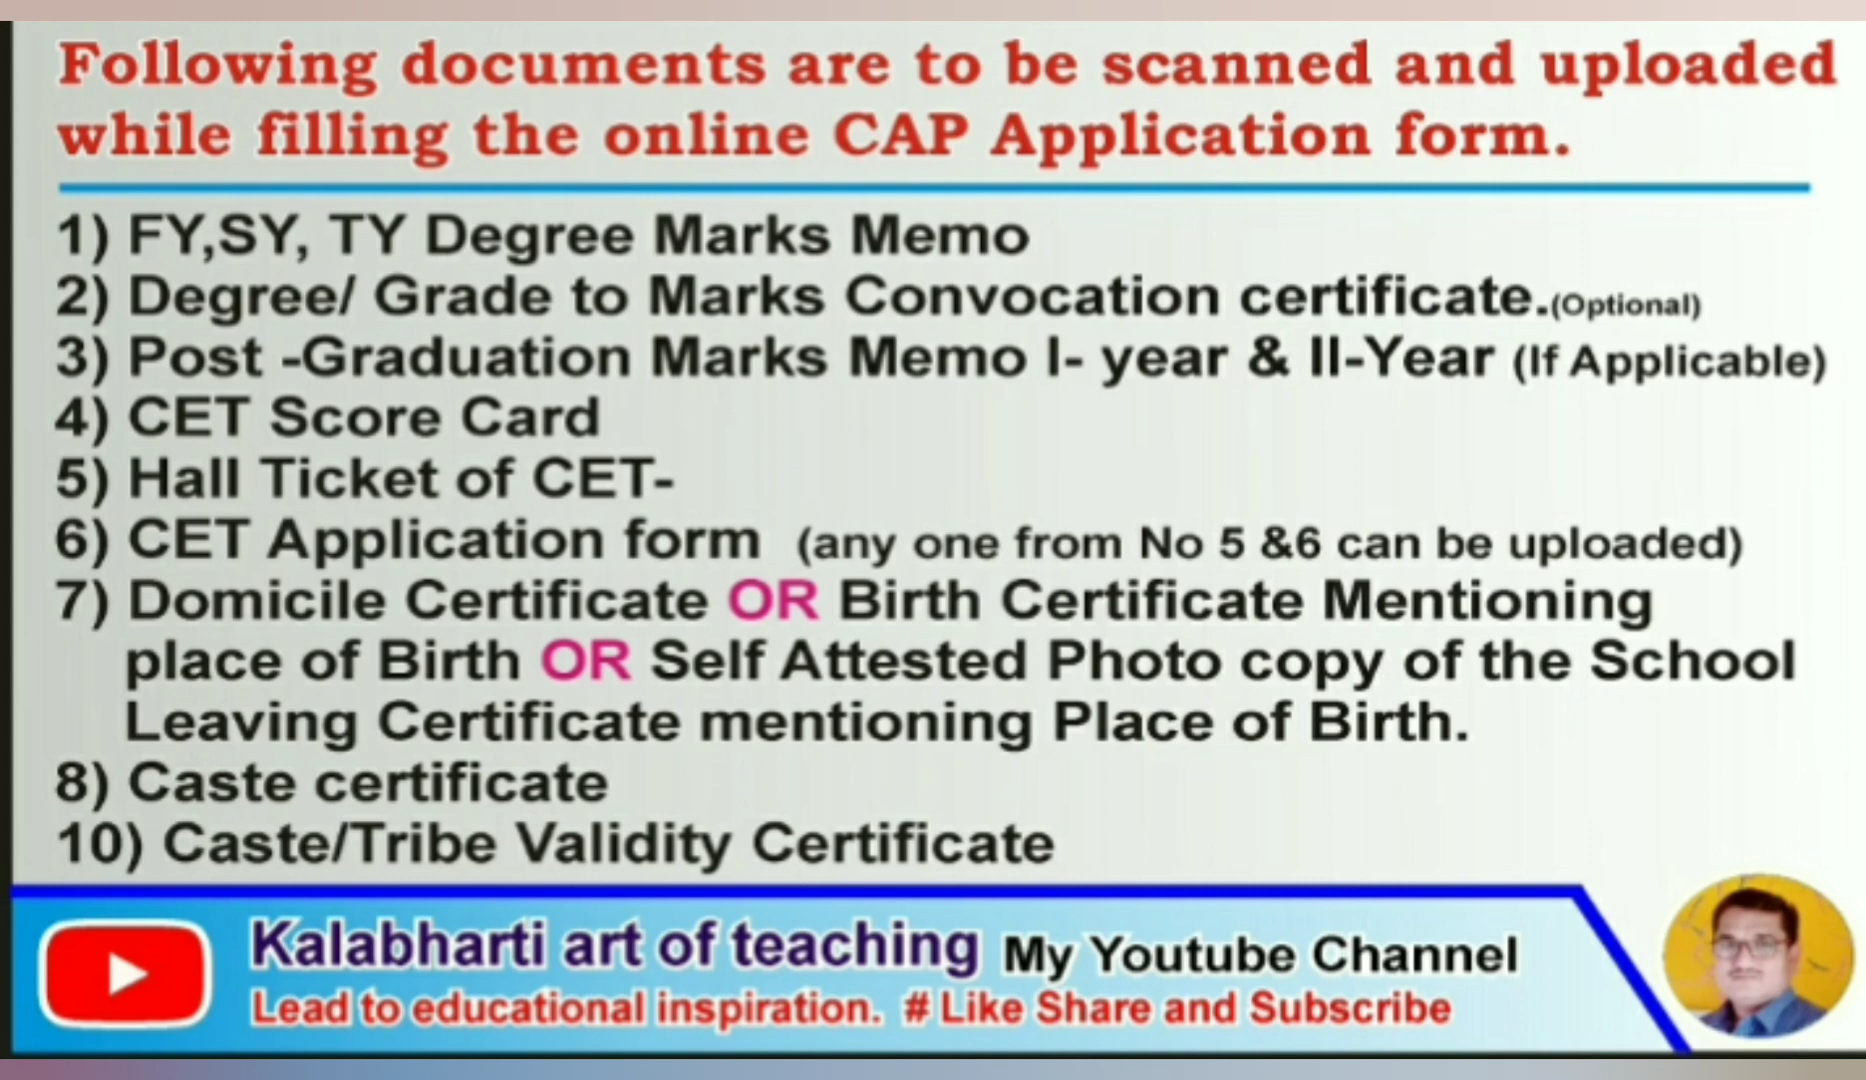 Following documents are to be scanned and uploaded
while filling the online CAP Application form.
1) FY,SY, TY Degree Marks Memo
2) Degree/ Grade to Marks Convocation certificate.(Optional)
3) Post -Graduation Marks Memo I- year & II-Year (If Applicable)
4) CET Score Card
5) Hall Ticket of CET-
6) CET Application form (any one from No 5 &6 can be uploaded)
7) Domicile Certificate OR Birth Certificate Mentioning
place of Birth OR Self Attested Photo copy of the School
Leaving Certificate mentioning Place of Birth.
8) Caste certificate
10) Caste/Tribe Validity Certificate
Kalabharti art of teaching My Youtube Channel
Lead to educational inspiration. # Like Share and Subscribe